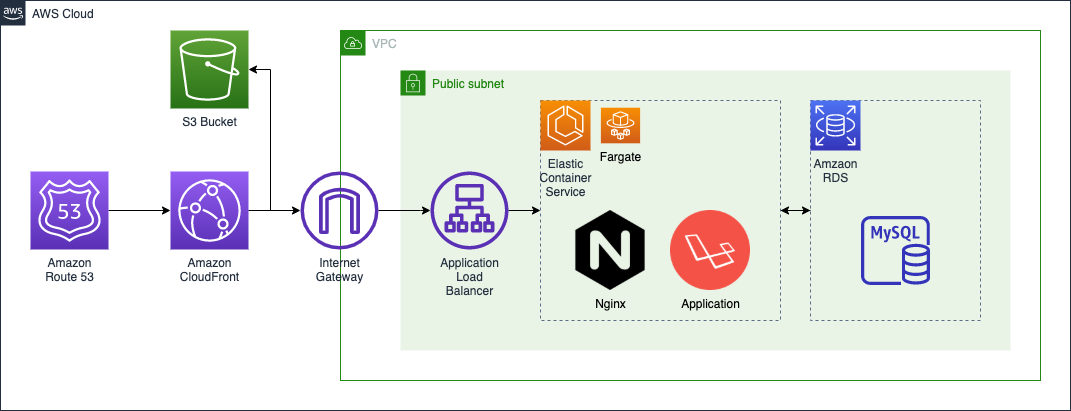 aws
AWS Cloud
S3 Bucket
53
Amazon
Route 53
Amazon
CloudFront
Internet
Gateway
VPC
Public subnet
Application
Load
Balancer
Elastic
Container
Service
Fargate
N
Nginx
Application
Amzaon
RDS
MySQL